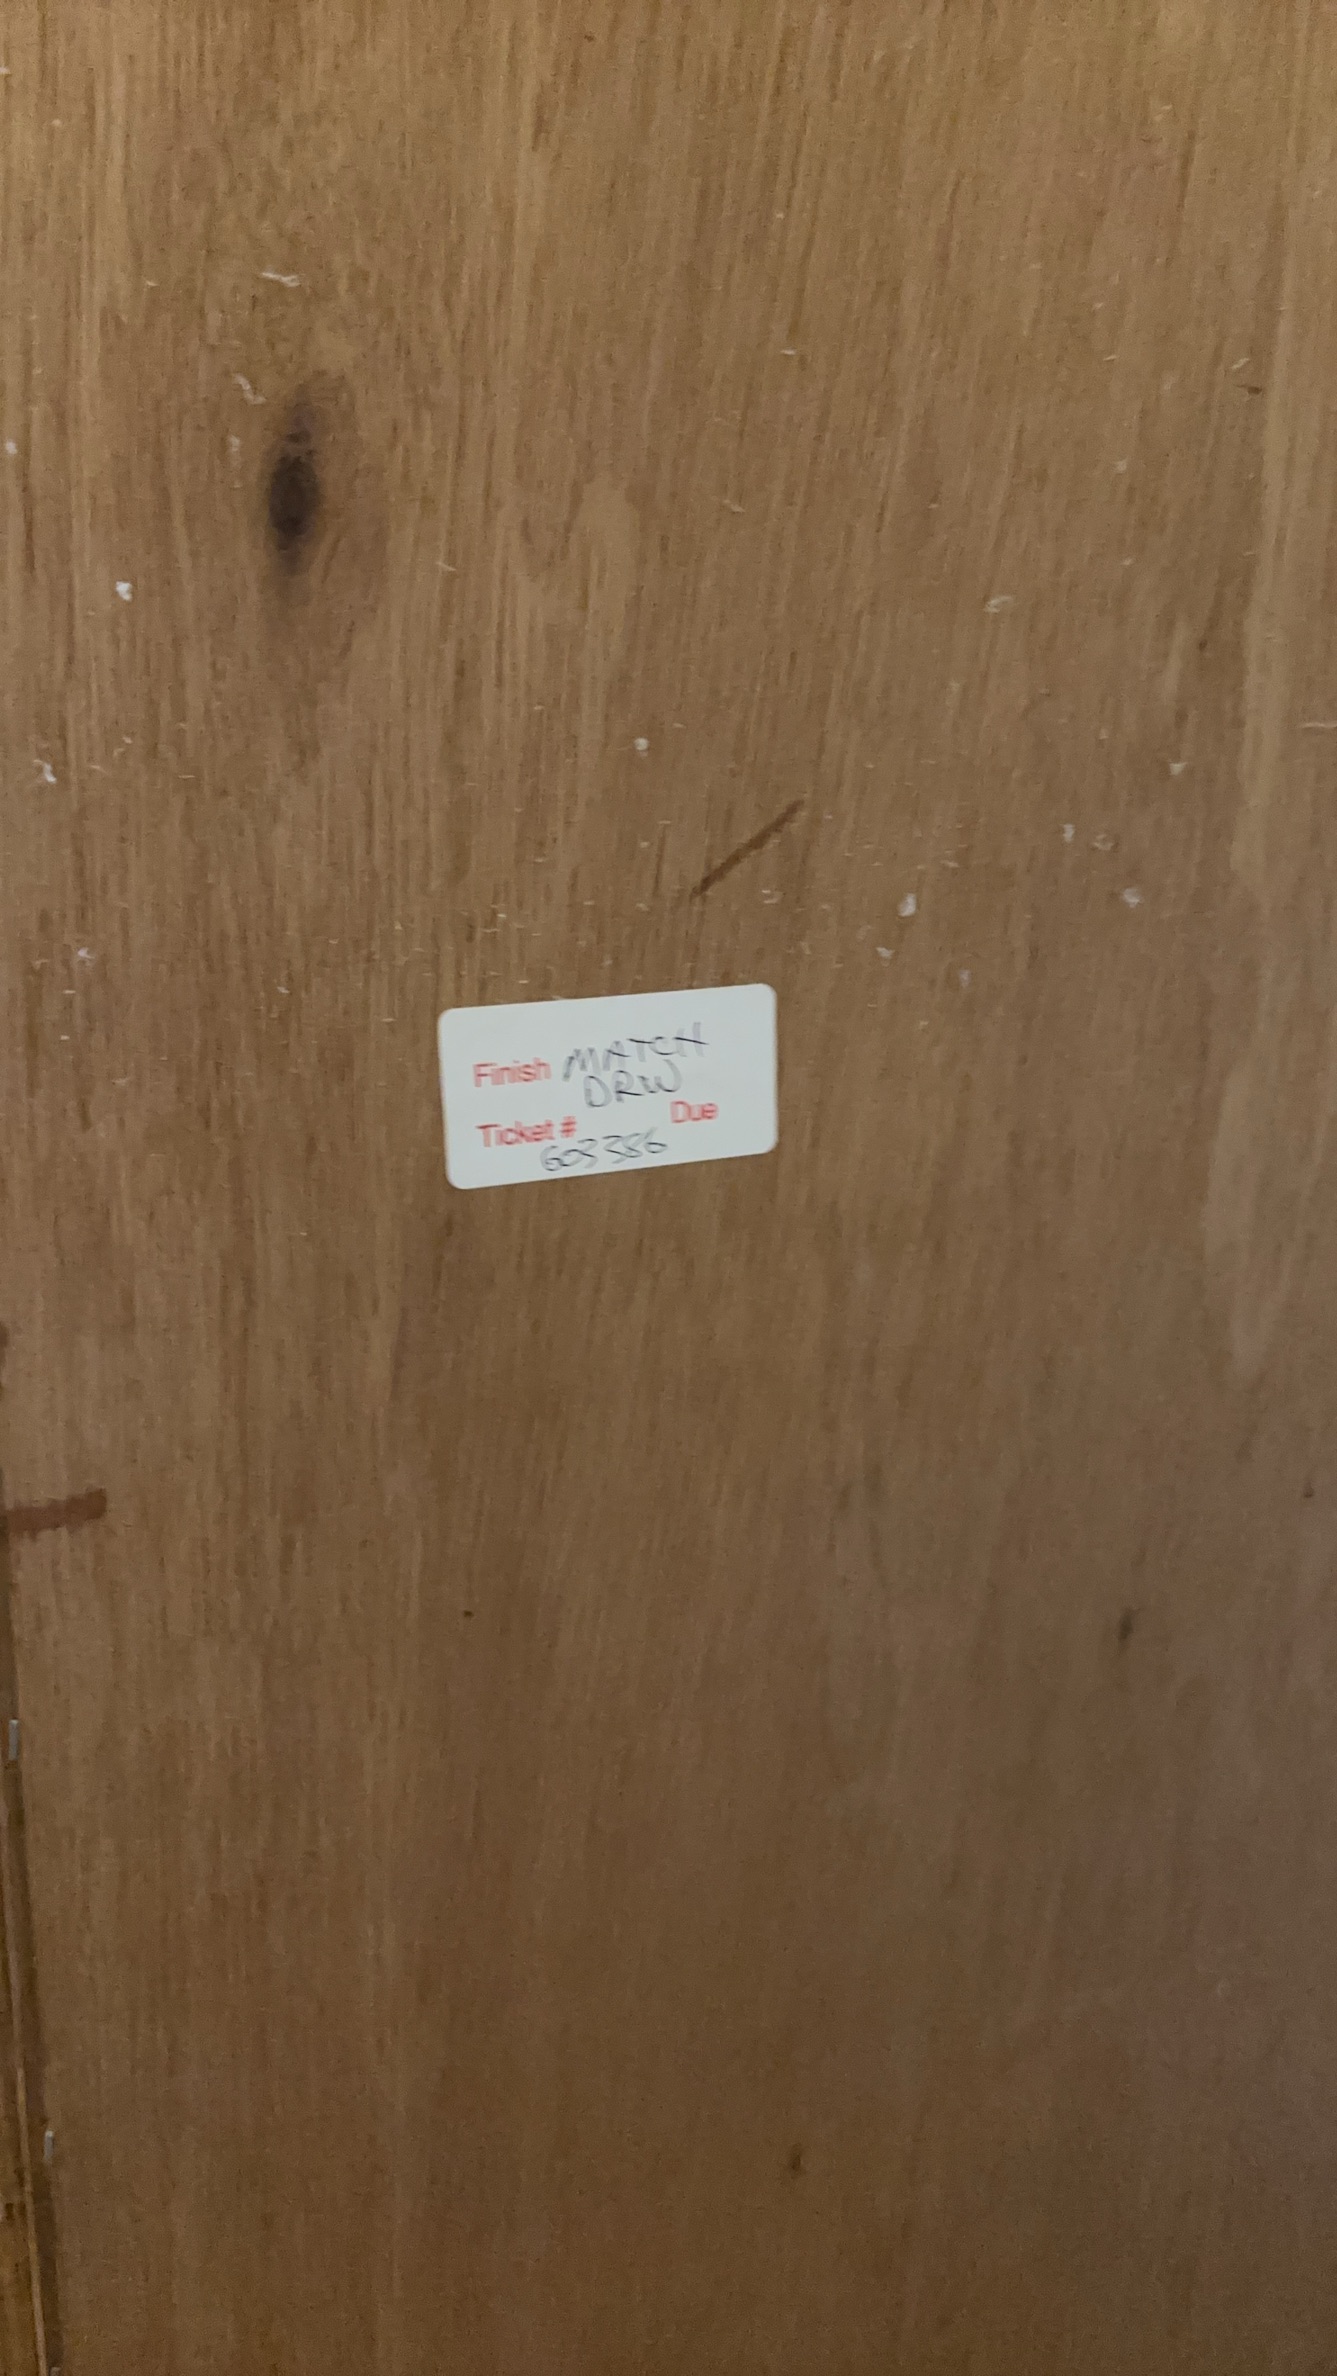 Finish MATCH
DRW
Ticket # Due
603386